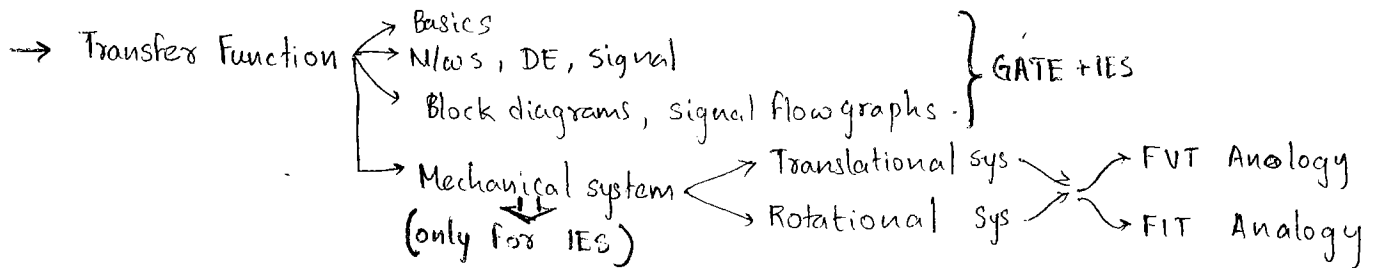 Basics
→ Transfer Function → N/ws, DE, signal
Block diagrams, signal flowgraphs.
GATE + IES
Mechanical system
Translational sys
FVT Anology
(only for IES)
Rotational sys
FIT Analogy